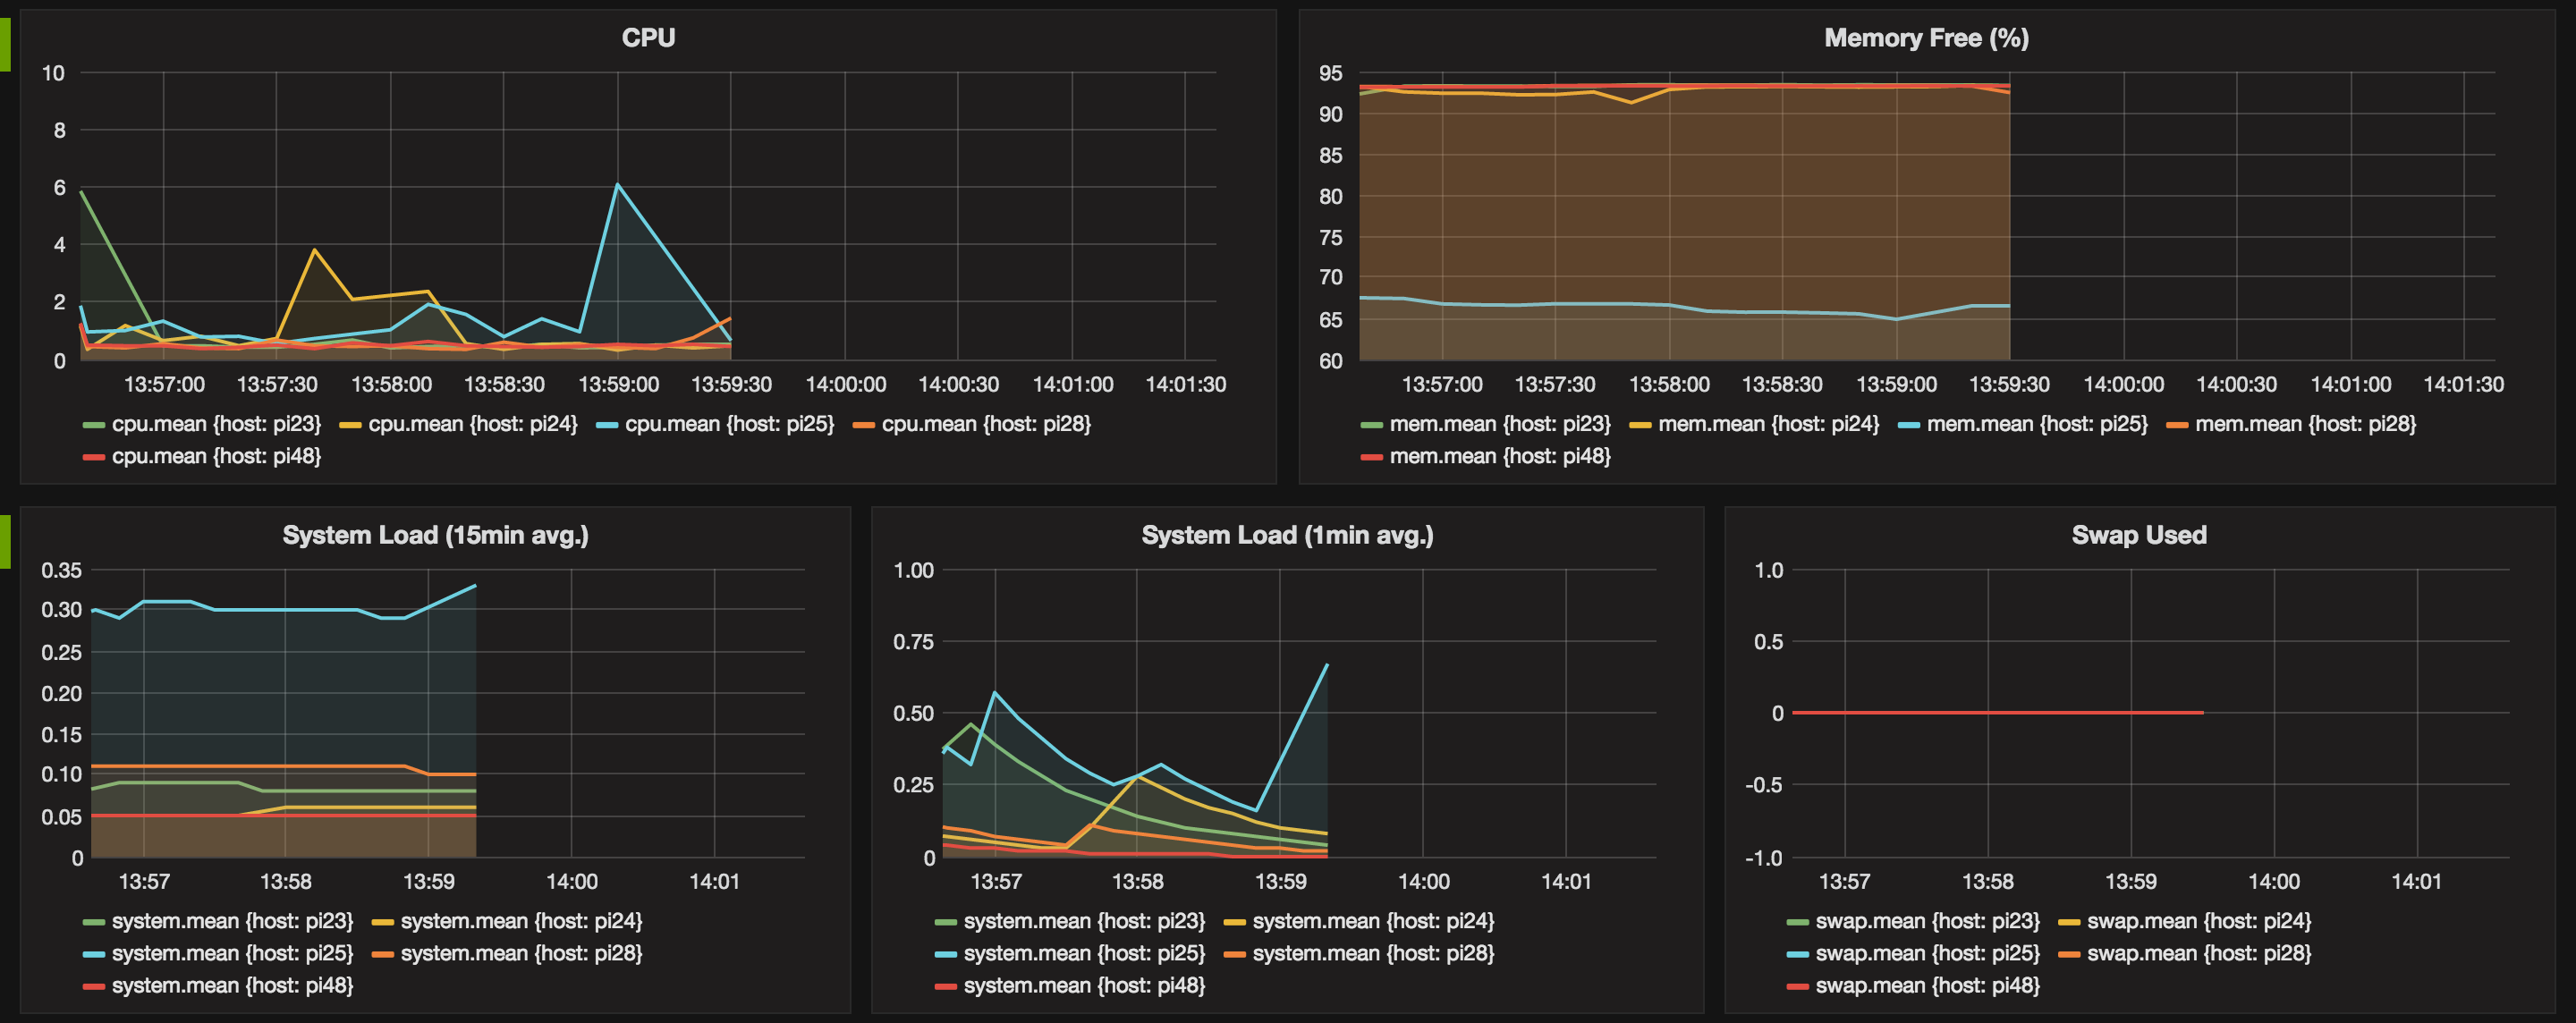 CPU
10
8
6
4
2
0
13:57:00 13:57:30 13:58:00 13:58:30 13:59:00 13:59:30 14:00:00 14:00:30 14:01:00 14:01:30
cpu.mean {host: pi23} cpu.mean {host: pi24} cpu.mean {host: pi25} cpu.mean {host: pi28}
cpu.mean {host: pi48}
Memory Free (%)
95
90
85
80
75
70
65
60
13:57:00 13:57:30 13:58:00 13:58:30 13:59:00 13:59:30 14:00:00 14:00:30 14:01:00 14:01:30
mem.mean {host: pi23} mem.mean {host: pi24} mem.mean {host: pi25} mem.mean {host: pi28}
mem.mean {host: pi48}
System Load (15min avg.)
0.35
0.30
0.25
0.20
0.15
0.10
0.05
0
13:57 13:58 13:59 14:00 14:01
system.mean {host: pi23} system.mean {host: pi24}
system.mean {host: pi25} system.mean {host: pi28}
system.mean {host: pi48}
System Load (1min avg.)
1.00
0.75
0.50
0.25
0
13:57 13:58 13:59 14:00 14:01
system.mean {host: pi23} system.mean {host: pi24}
system.mean {host: pi25} system.mean {host: pi28}
system.mean {host: pi48}
Swap Used
1.0
0.5
0
-0.5
-1.0
13:57 13:58 13:59 14:00 14:01
swap.mean {host: pi23} swap.mean {host: pi24}
swap.mean {host: pi25} swap.mean {host: pi28}
swap.mean {host: pi48}